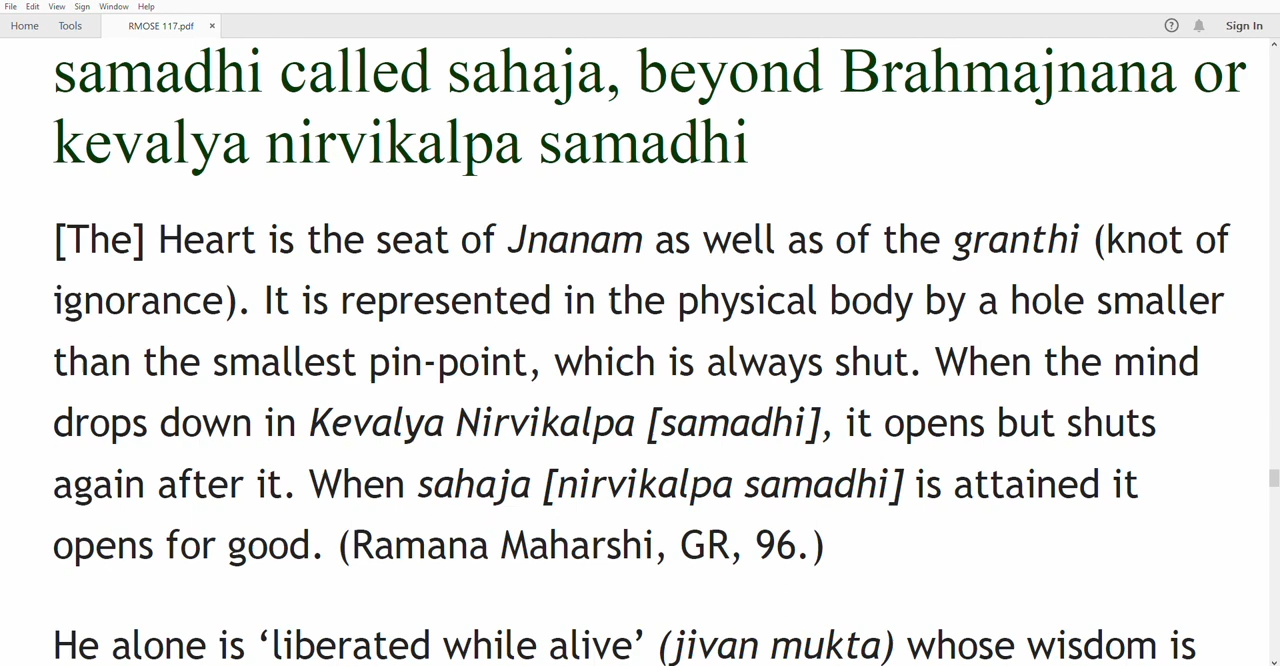 File Edit View Sign Window Help
Home Tools RMOSE 117.pdf × Sign In
samadhi called sahaja, beyond Brahmajnana or
kevalya nirvikalpa samadhi
[The] Heart is the seat of Jnanam as well as of the granthi (knot of
ignorance). It is represented in the physical body by a hole smaller
than the smallest pin-point, which is always shut. When the mind
drops down in Kevalya Nirvikalpa [samadhi], it opens but shuts
again after it. When sahaja [nirvikalpa samadhi] is attained it
opens for good. (Ramana Maharshi, GR, 96.)
He alone is ‘liberated while alive’ (jivan mukta) whose wisdom is